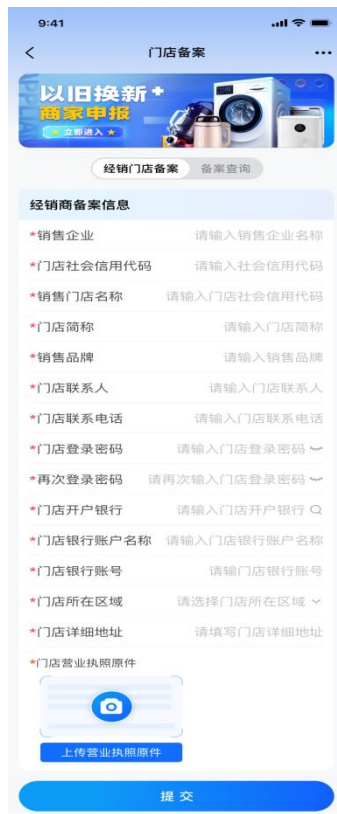 9:41
门店备案
以旧换新+
商家申报
★立即进入★
经销门店备案 备案查询
经销商备案信息
*销售企业 请输入销售企业名称
*门店社会信用代码 请输入社会信用代码
*销售门店名称 请输入门店社会信用代码
*门店简称 请输入门店简称
*销售品牌 请输入销售品牌
*门店联系人 请输入门店联系人
*门店联系电话 请输入门店联系电话
*门店登录密码 请输入门店登录密码
*再次登录密码 请再次输入门店登录密码
*门店开户银行 请输入门店开户银行
*门店银行账户名称 请输入门店银行账户名称
*门店银行账号 请输门店银行账号
*门店所在区域 请选择门店所在区域
*门店详细地址 请填写门店详细地址
*门店营业执照原件
上传营业执照原件
提交